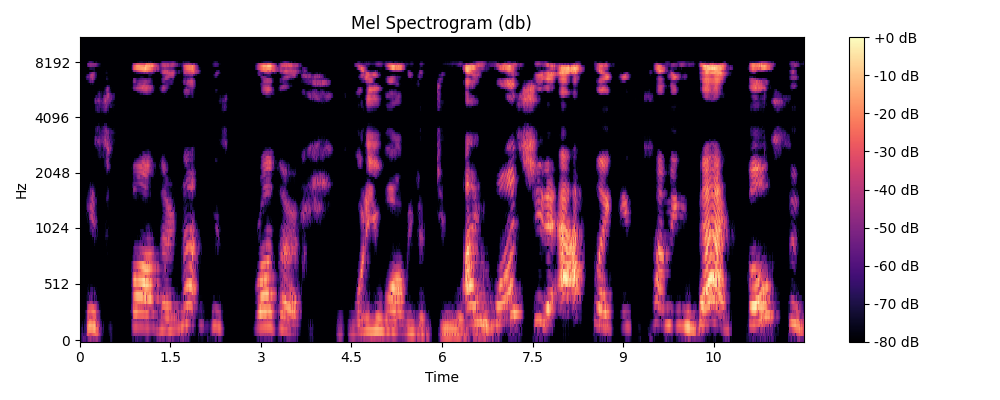 Mel Spectrogram (db)
Hz
8192
4096
2048
1024
512
0
0 1.5 3 4.5 6 7.5 9 10
Time
+0 dB
-10 dB
-20 dB
-30 dB
-40 dB
-50 dB
-60 dB
-70 dB
-80 dB